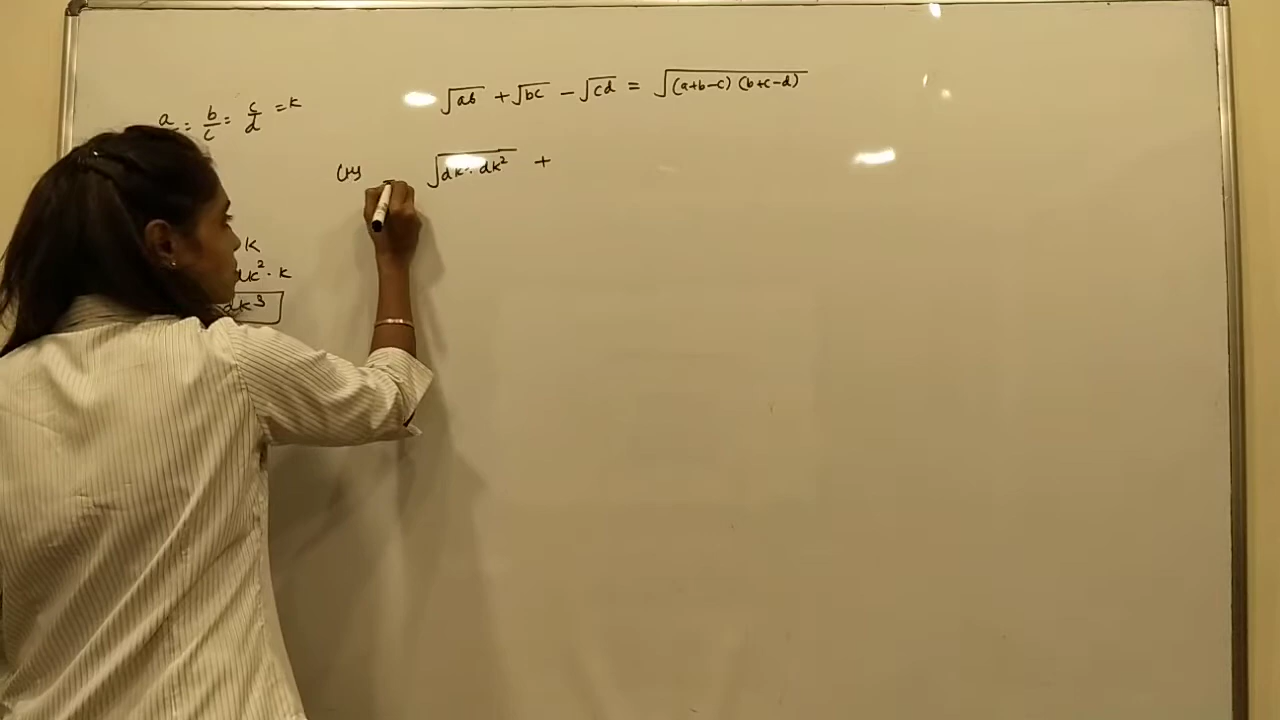 a/ = b/c = c/d = k
√ab + √bc − √cd = √(a+b−c) (b+c−d)
LHS = √dk · dk² +
k
dk² · k
dk³